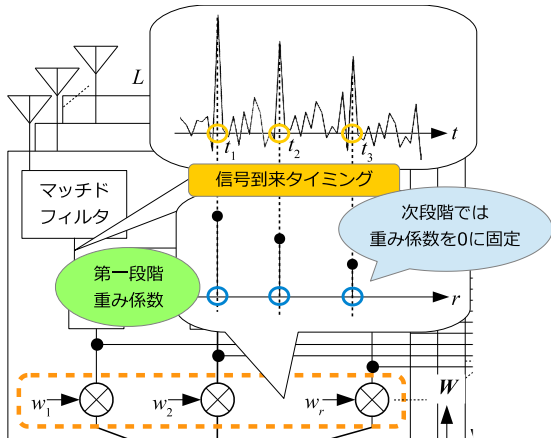 L
t
t1
t2
t3
信号到来タイミング
マッチド
フィルタ
次段階では
重み係数を0に固定
第一段階
重み係数
r
w1
w2
wr
W